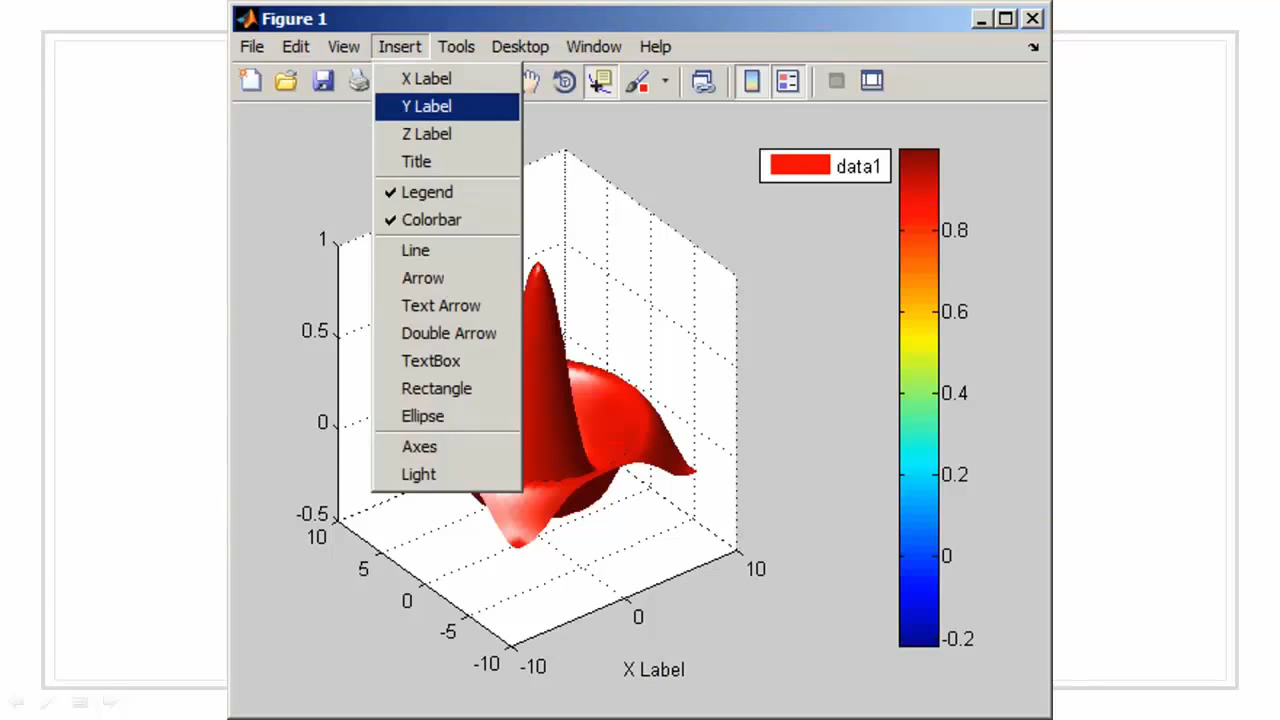 Figure 1
File Edit View Insert Tools Desktop Window Help
X Label
Y Label
Z Label
Title
Legend
Colorbar
Line
Arrow
Text Arrow
Double Arrow
TextBox
Rectangle
Ellipse
Axes
Light
data1
1
0.5
0
-0.5
10
5
0
-5
-10
-10
0
10
X Label
0.8
0.6
0.4
0.2
0
-0.2